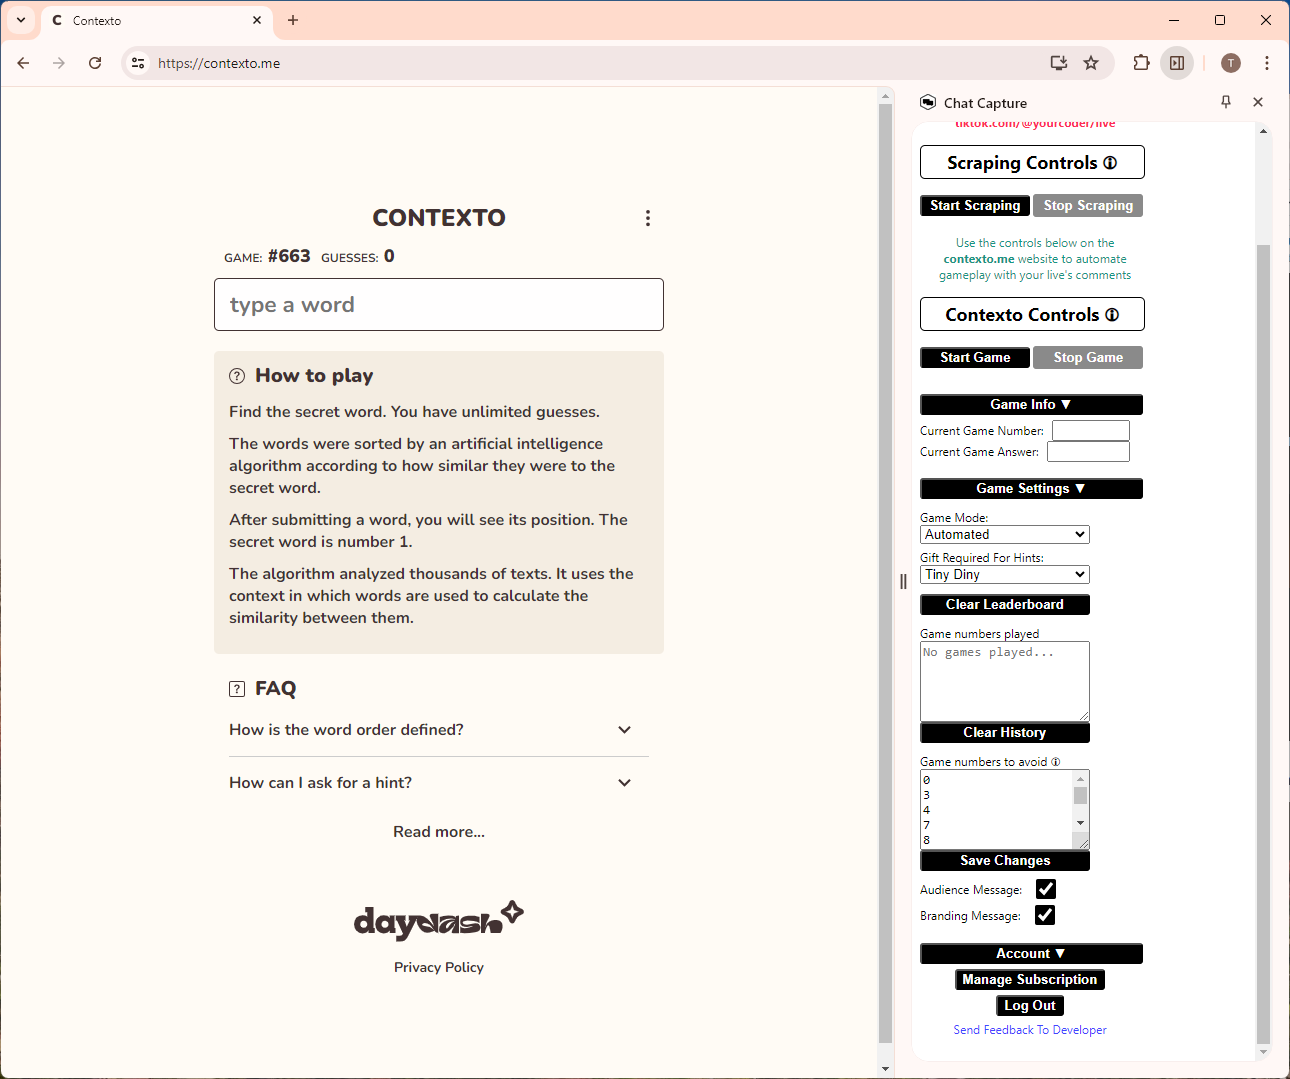 Contexto
https://contexto.me
T
CONTEXTO
GAME: #663 GUESSES: 0
type a word
How to play
Find the secret word. You have unlimited guesses.
The words were sorted by an artificial intelligence
algorithm according to how similar they were to the
secret word.
After submitting a word, you will see its position. The
secret word is number 1.
The algorithm analyzed thousands of texts. It uses the
context in which words are used to calculate the
similarity between them.
FAQ
How is the word order defined?
How can I ask for a hint?
Read more...
daydash
Privacy Policy
Chat Capture
tiktok.com/@yourcoder/live
Scraping Controls
Start Scraping Stop Scraping
Use the controls below on the
contexto.me website to automate
gameplay with your live's comments
Contexto Controls
Start Game Stop Game
Game Info ▼
Current Game Number:
Current Game Answer:
Game Settings ▼
Game Mode:
Automated
Gift Required For Hints:
Tiny Diny
Clear Leaderboard
Game numbers played
No games played...
Clear History
Game numbers to avoid
0
3
4
7
8
Save Changes
Audience Message:
Branding Message:
Account ▼
Manage Subscription
Log Out
Send Feedback To Developer